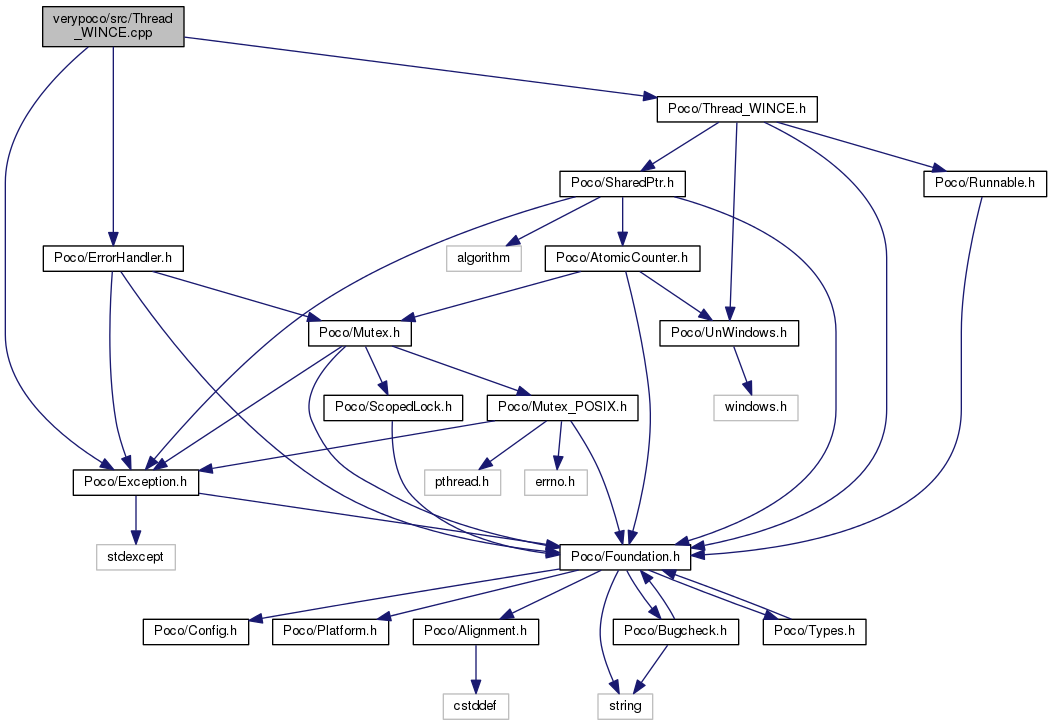 verypoco/src/Thread
_WINCE.cpp
Poco/Thread_WINCE.h
Poco/SharedPtr.h
Poco/Runnable.h
Poco/ErrorHandler.h
algorithm
Poco/AtomicCounter.h
Poco/Mutex.h
Poco/UnWindows.h
Poco/ScopedLock.h
Poco/Mutex_POSIX.h
windows.h
Poco/Exception.h
pthread.h
errno.h
stdexcept
Poco/Foundation.h
Poco/Config.h
Poco/Platform.h
Poco/Alignment.h
Poco/Bugcheck.h
Poco/Types.h
cstddef
string